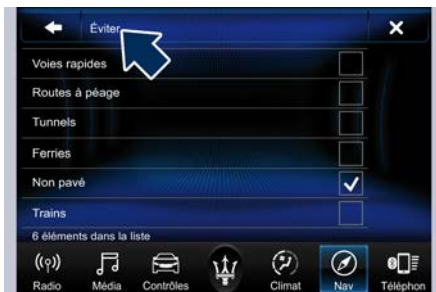 Éviter
Voies rapides
Routes à péage
Tunnels
Ferries
Non pavé
Trains
6 éléments dans la liste
Radio Média Contrôles Climat Nav Téléphon